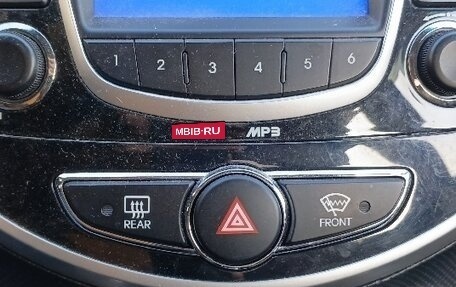 1 2 3 4 5 6
MBIB-RU MP3
REAR FRONT